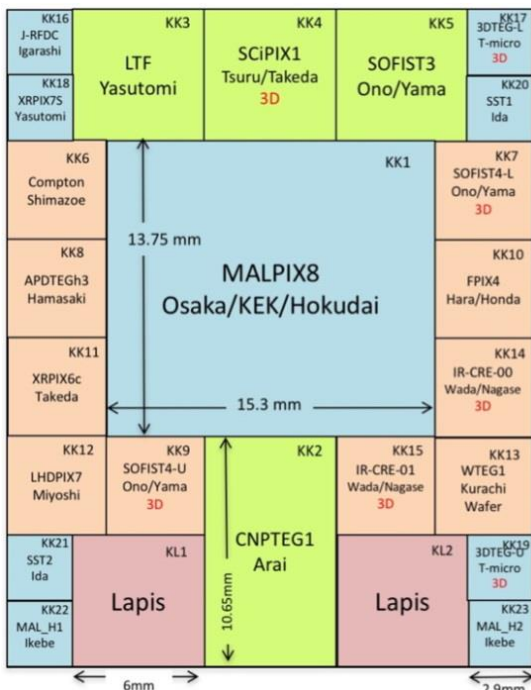 KK16
J-RFDC
Igarashi
KK3
LTF
Yasutomi
KK4
SCiPIX1
Tsuru/Takeda
3D
KK5
SOFIST3
Ono/Yama
KK17
3DTEG-L
T-micro
3D
KK18
XRPIX7S
Yasutomi
KK20
SST1
Ida
KK6
Compton
Shimazoe
KK1
MALPIX8
Osaka/KEK/Hokudai
13.75 mm
15.3 mm
KK7
SOFIST4-L
Ono/Yama
3D
KK8
APDTEGh3
Hamasaki
KK10
FPIX4
Hara/Honda
KK11
XRPIX6c
Takeda
KK14
IR-CRE-00
Wada/Nagase
3D
KK12
LHDPIX7
Miyoshi
KK9
SOFIST4-U
Ono/Yama
3D
KK2
CNPTEG1
Arai
10.65mm
KK15
IR-CRE-01
Wada/Nagase
3D
KK13
WTEG1
Kurachi
Wafer
KK21
SST2
Ida
KL1
Lapis
KL2
Lapis
KK19
3DTEG-U
T-micro
3D
KK22
MAL_H1
Ikebe
KK23
MAL_H2
Ikebe
6mm
2.9mm